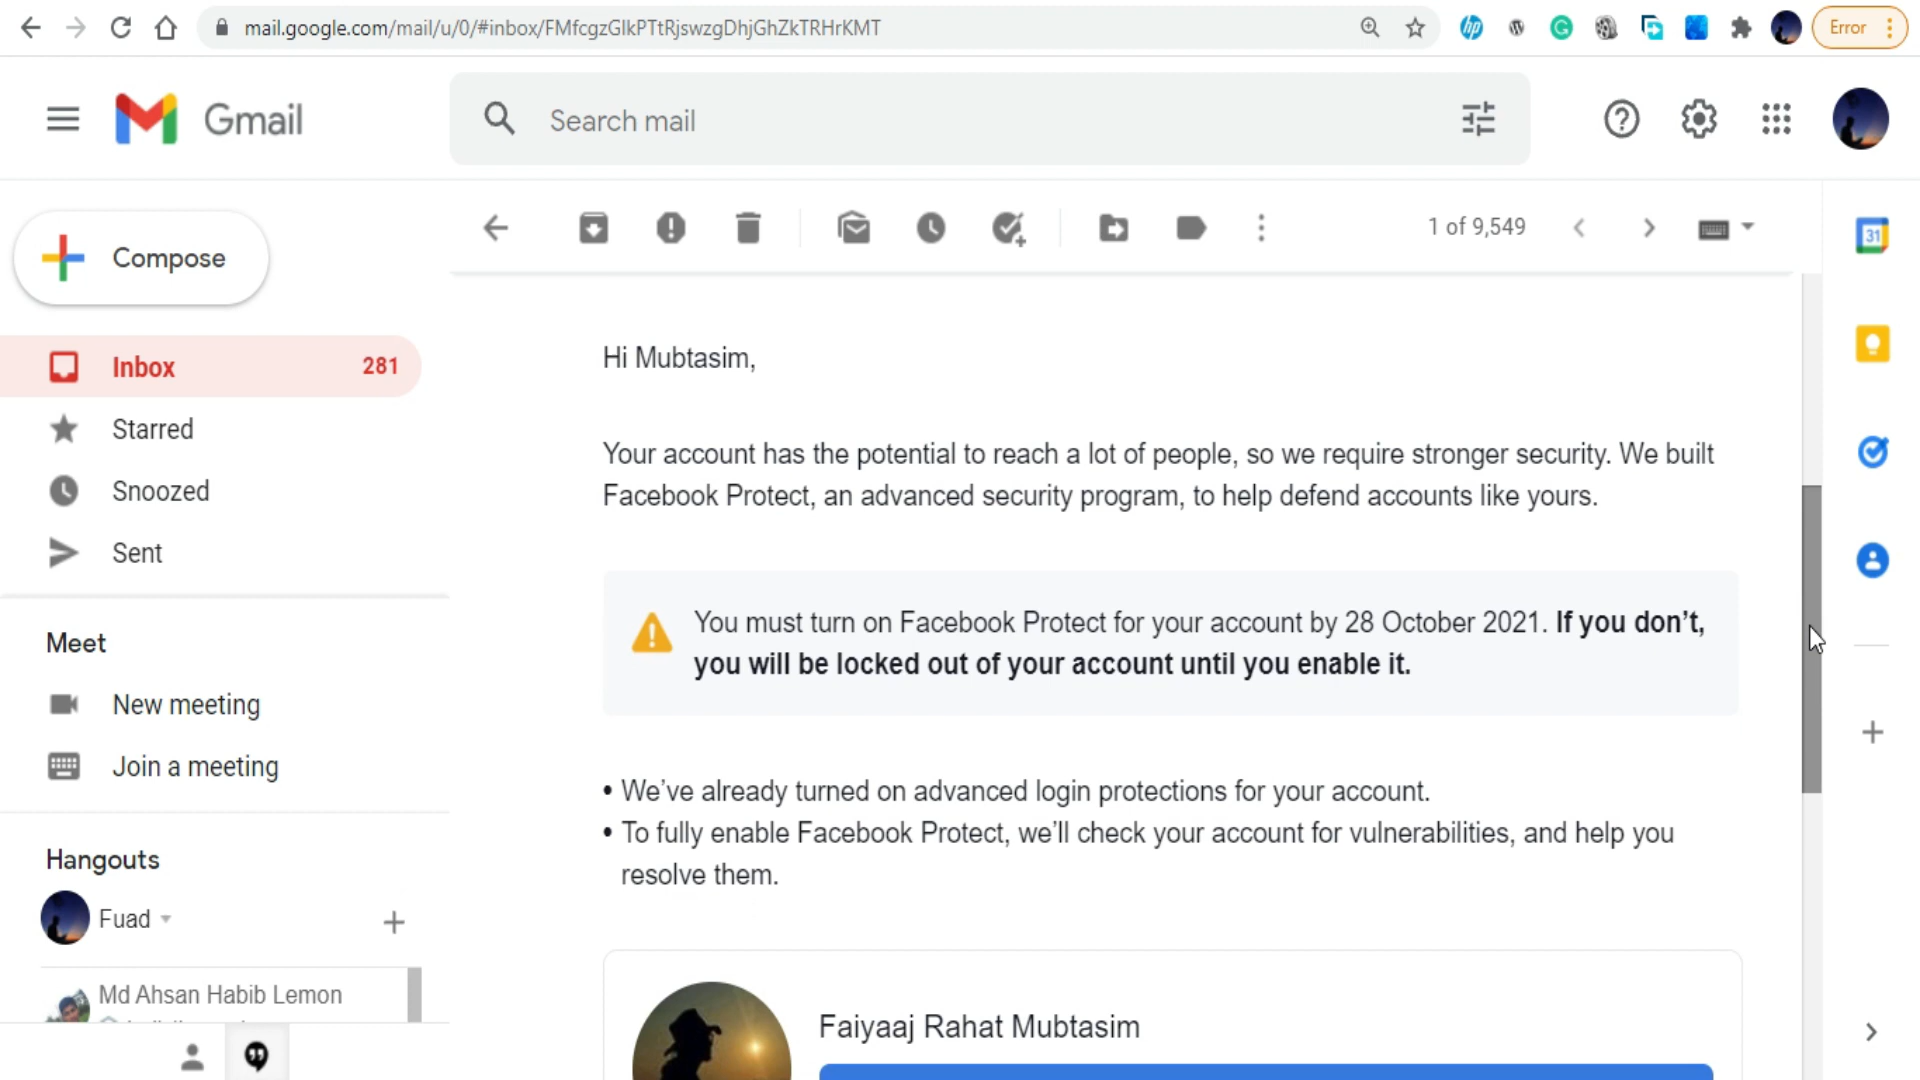 mail.google.com/mail/u/0/#inbox/FMfcgzGlkPTtRjswzgDhjGhZkTRHrKMT
Error
Gmail
Search mail
Compose
1 of 9,549
31
Inbox 281
Starred
Snoozed
Sent
Meet
New meeting
Join a meeting
Hangouts
Fuad
Md Ahsan Habib Lemon
Hi Mubtasim,
Your account has the potential to reach a lot of people, so we require stronger security. We built
Facebook Protect, an advanced security program, to help defend accounts like yours.
You must turn on Facebook Protect for your account by 28 October 2021. If you don’t,
you will be locked out of your account until you enable it.
• We’ve already turned on advanced login protections for your account.
• To fully enable Facebook Protect, we’ll check your account for vulnerabilities, and help you
resolve them.
Faiyaaj Rahat Mubtasim